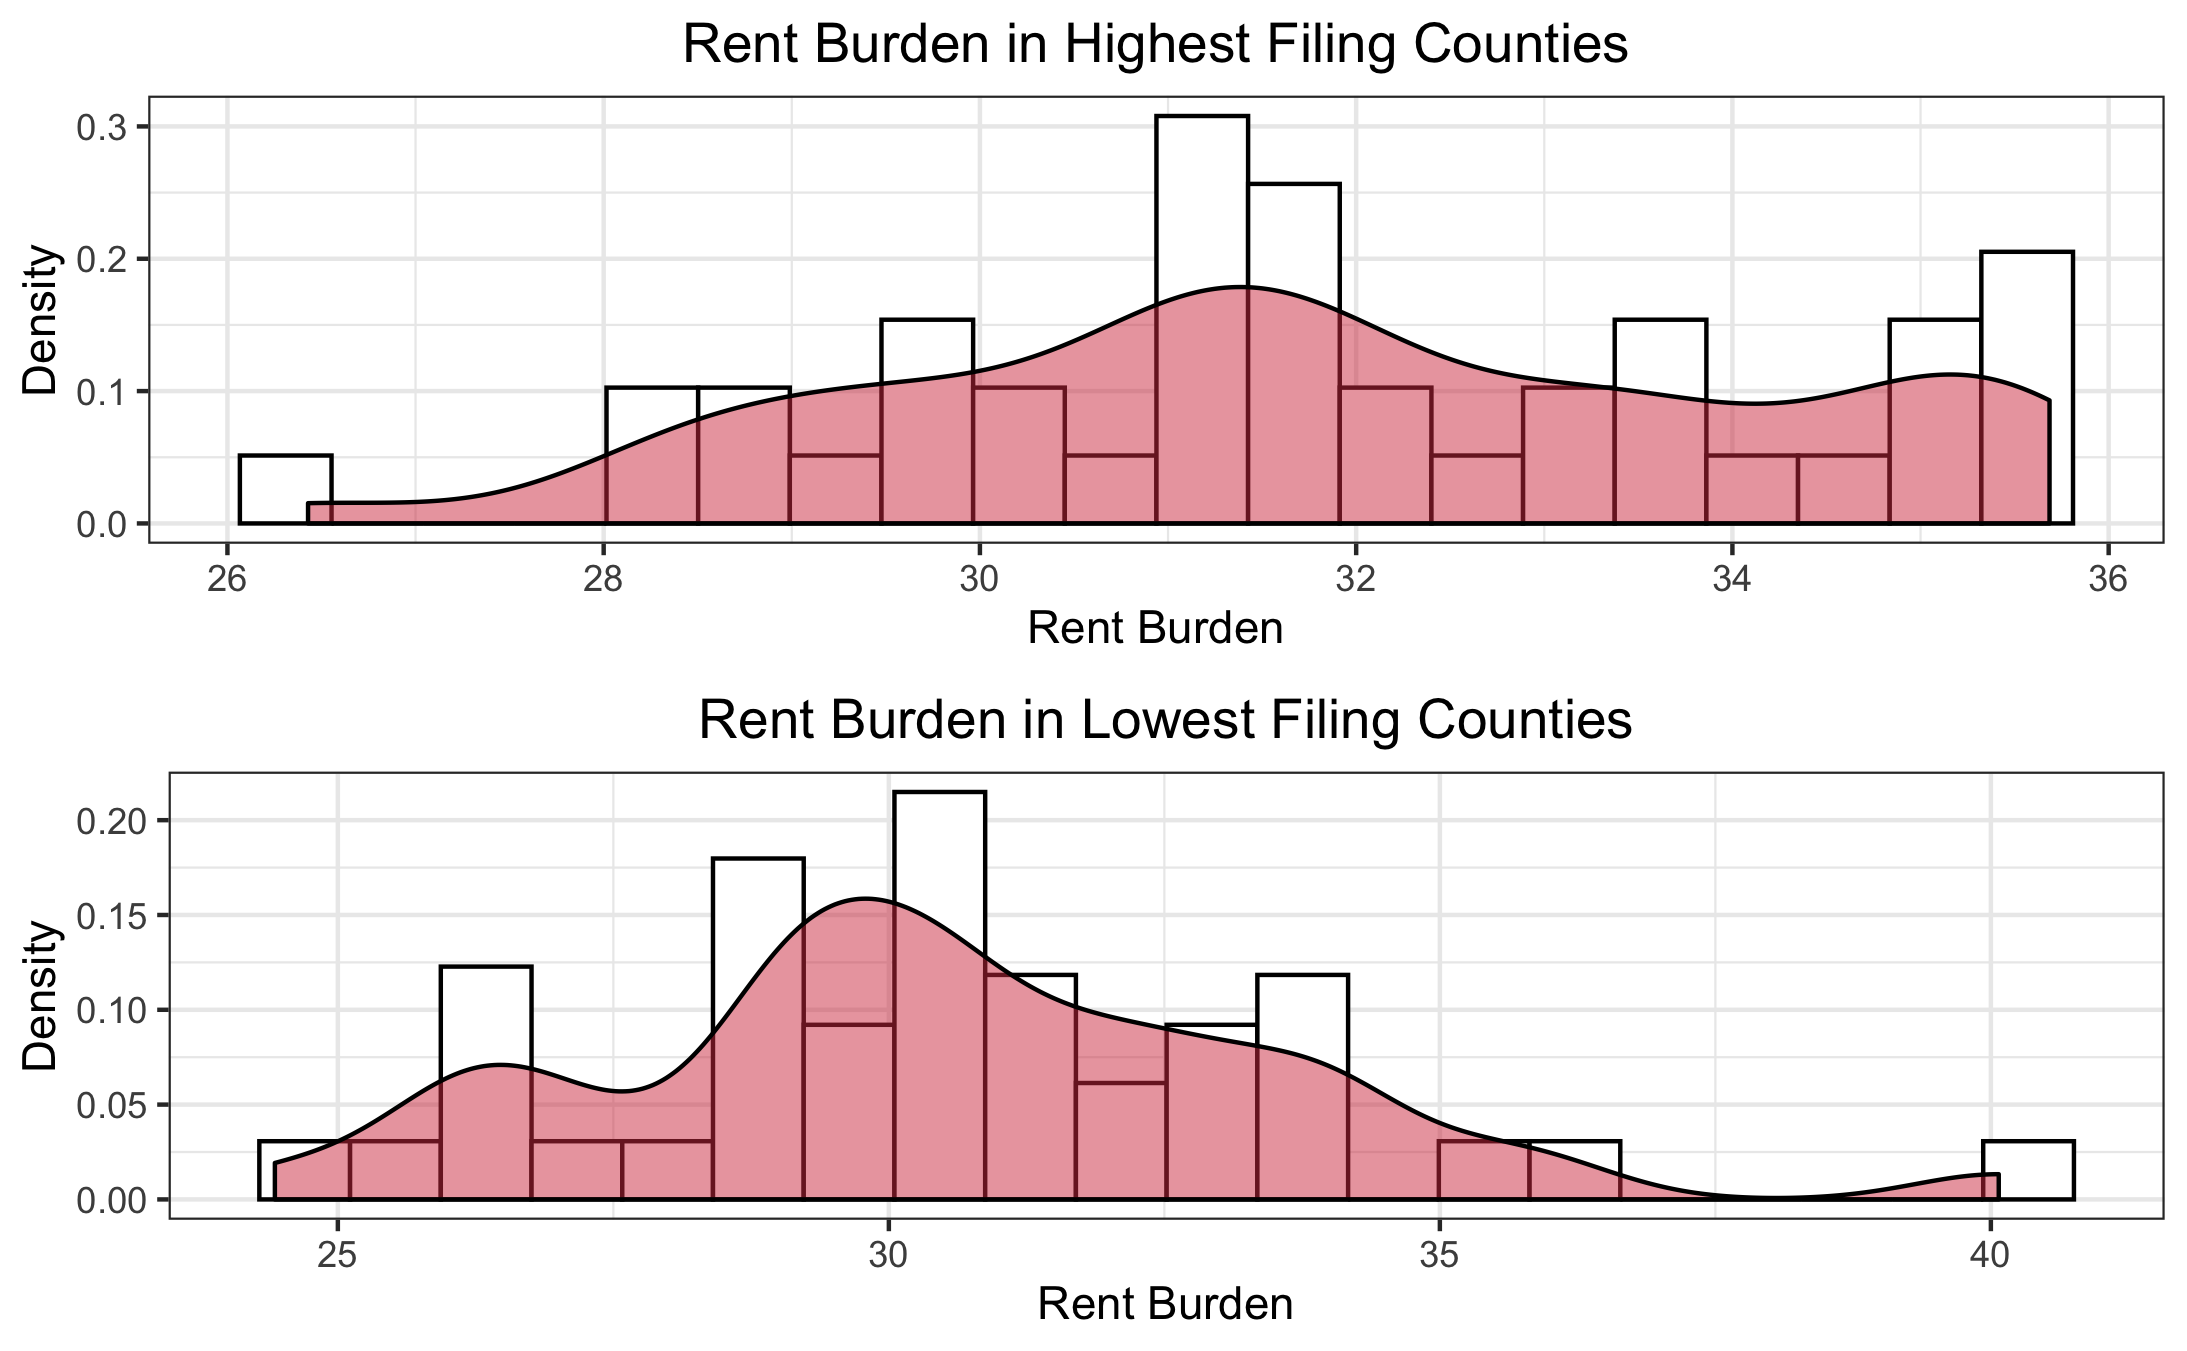 Rent Burden in Highest Filing Counties
0.3
0.2
0.1
0.0
Density
26 28 30 32 34 36
Rent Burden
Rent Burden in Lowest Filing Counties
0.20
0.15
0.10
0.05
0.00
Density
25 30 35 40
Rent Burden